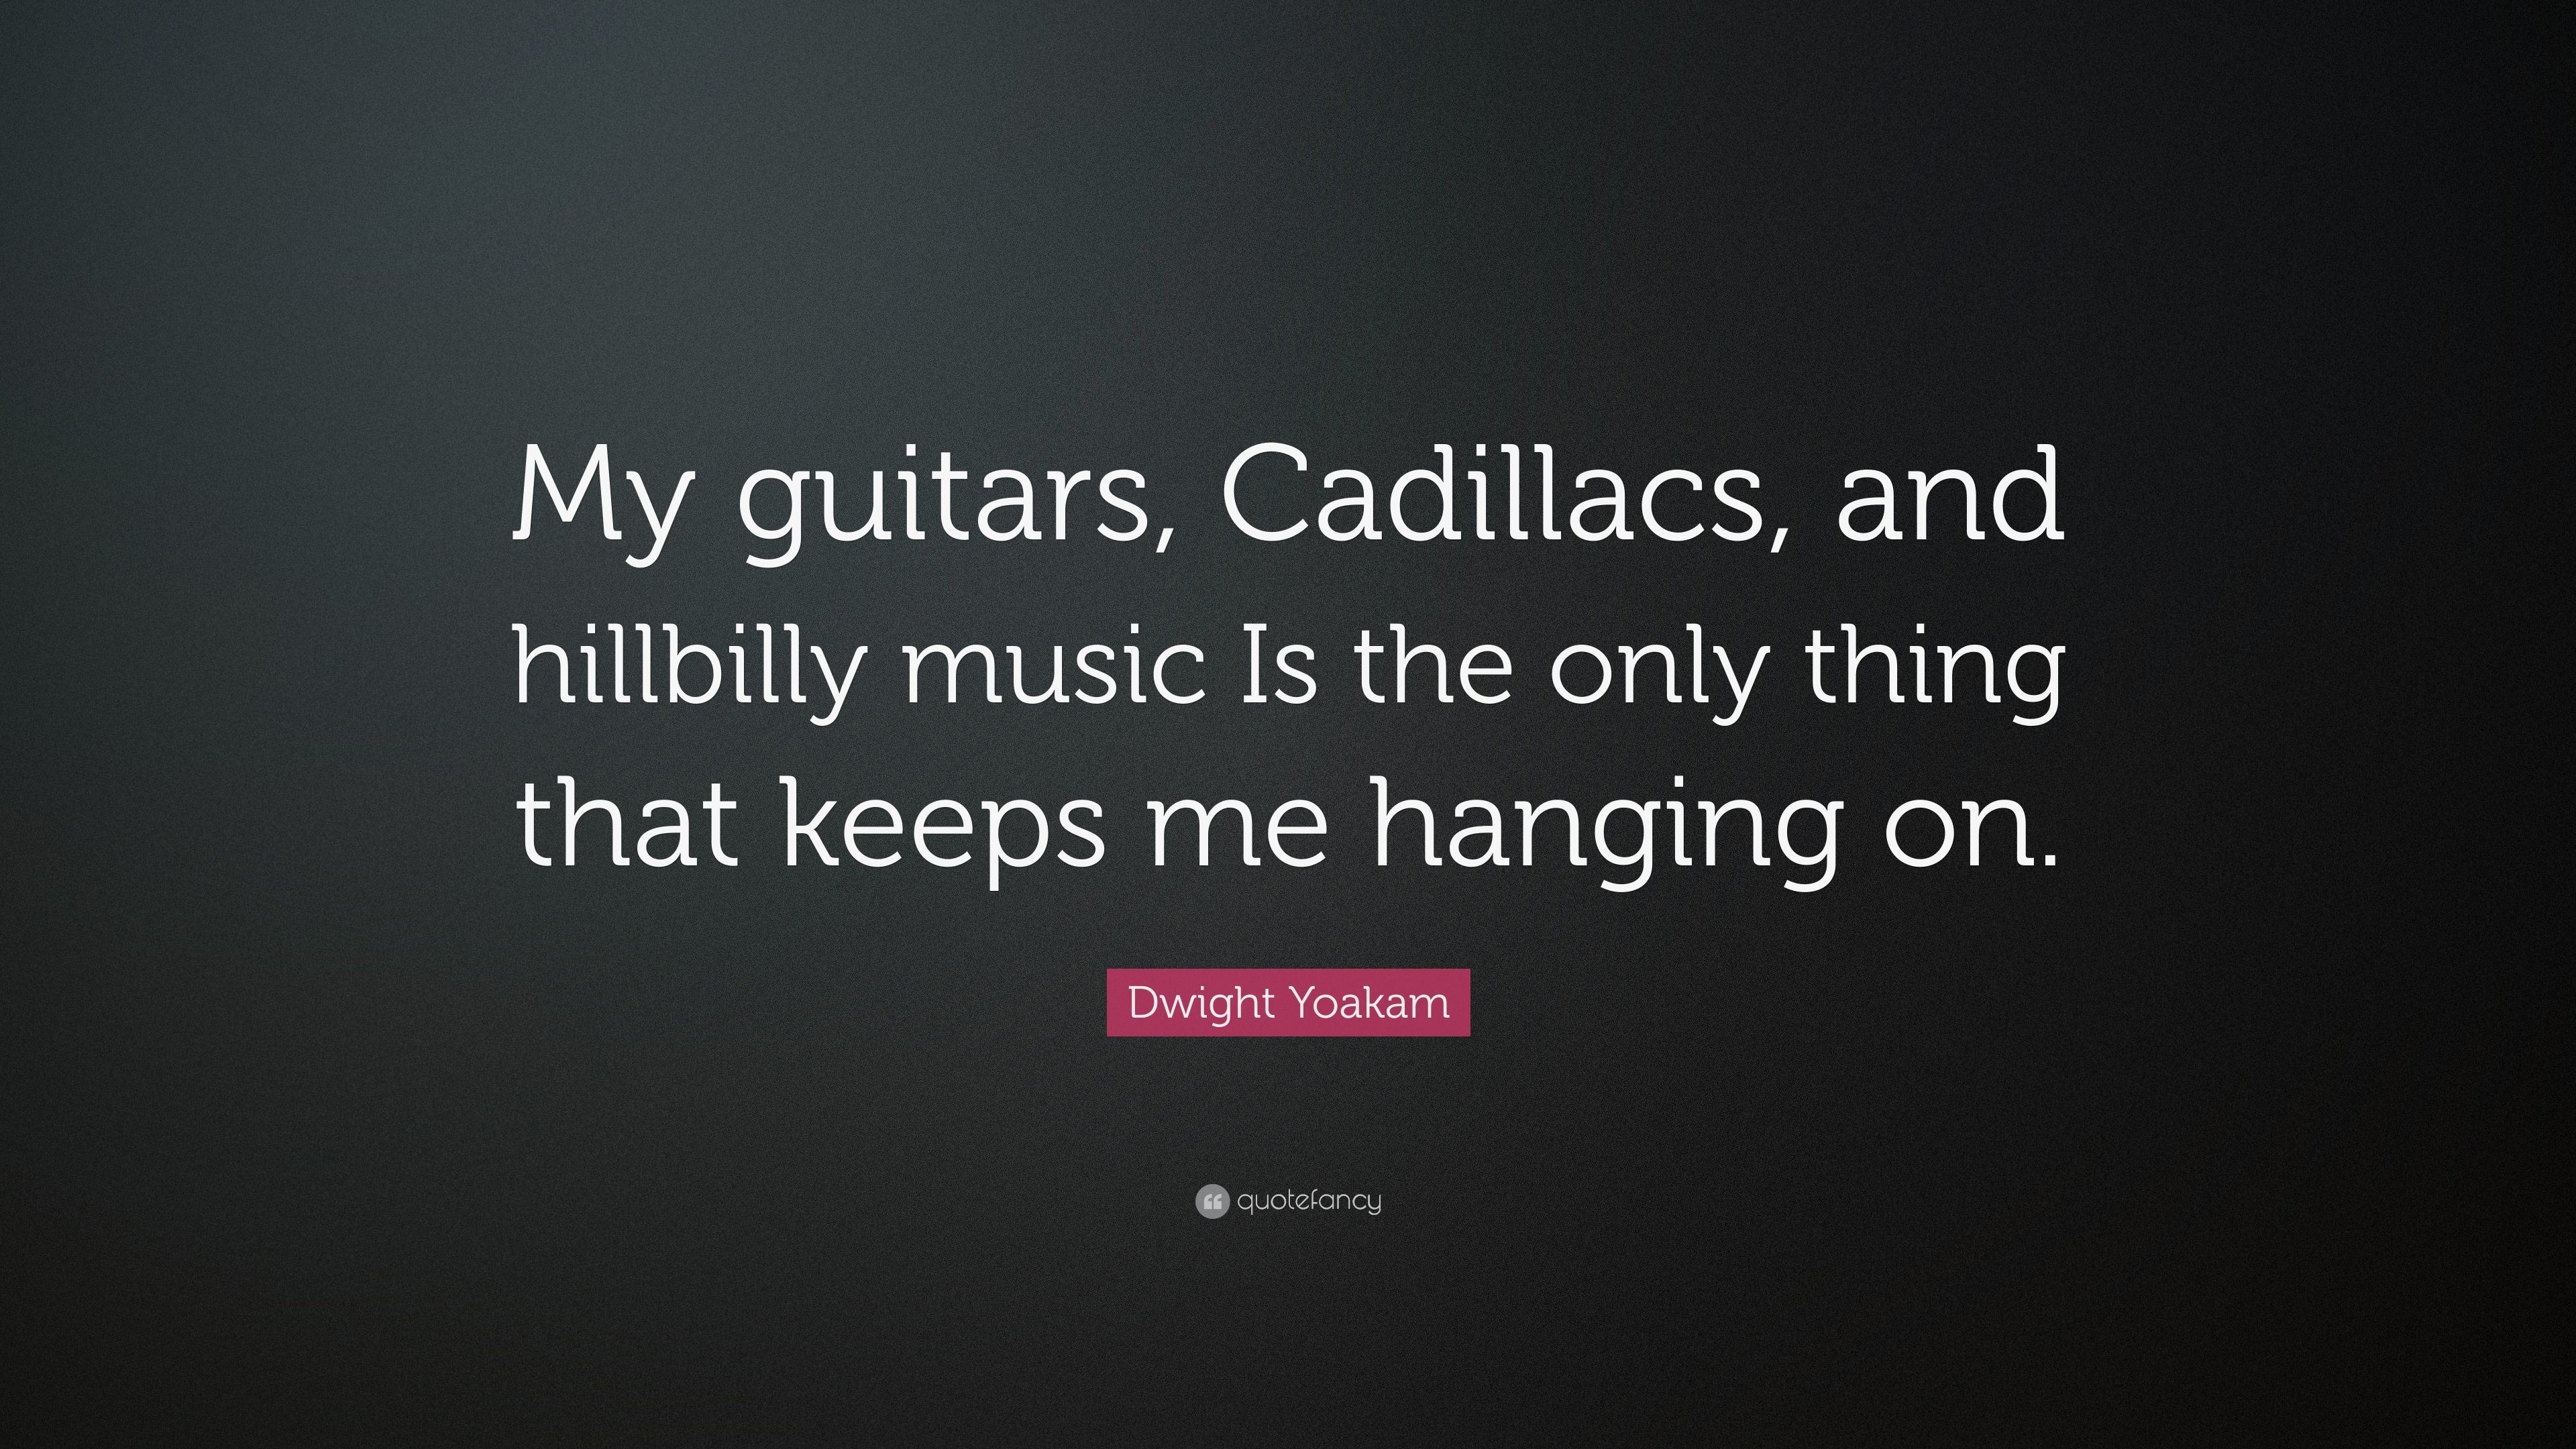 My guitars, Cadillacs, and
hillbilly music Is the only thing
that keeps me hanging on.
Dwight Yoakam
quotefancy